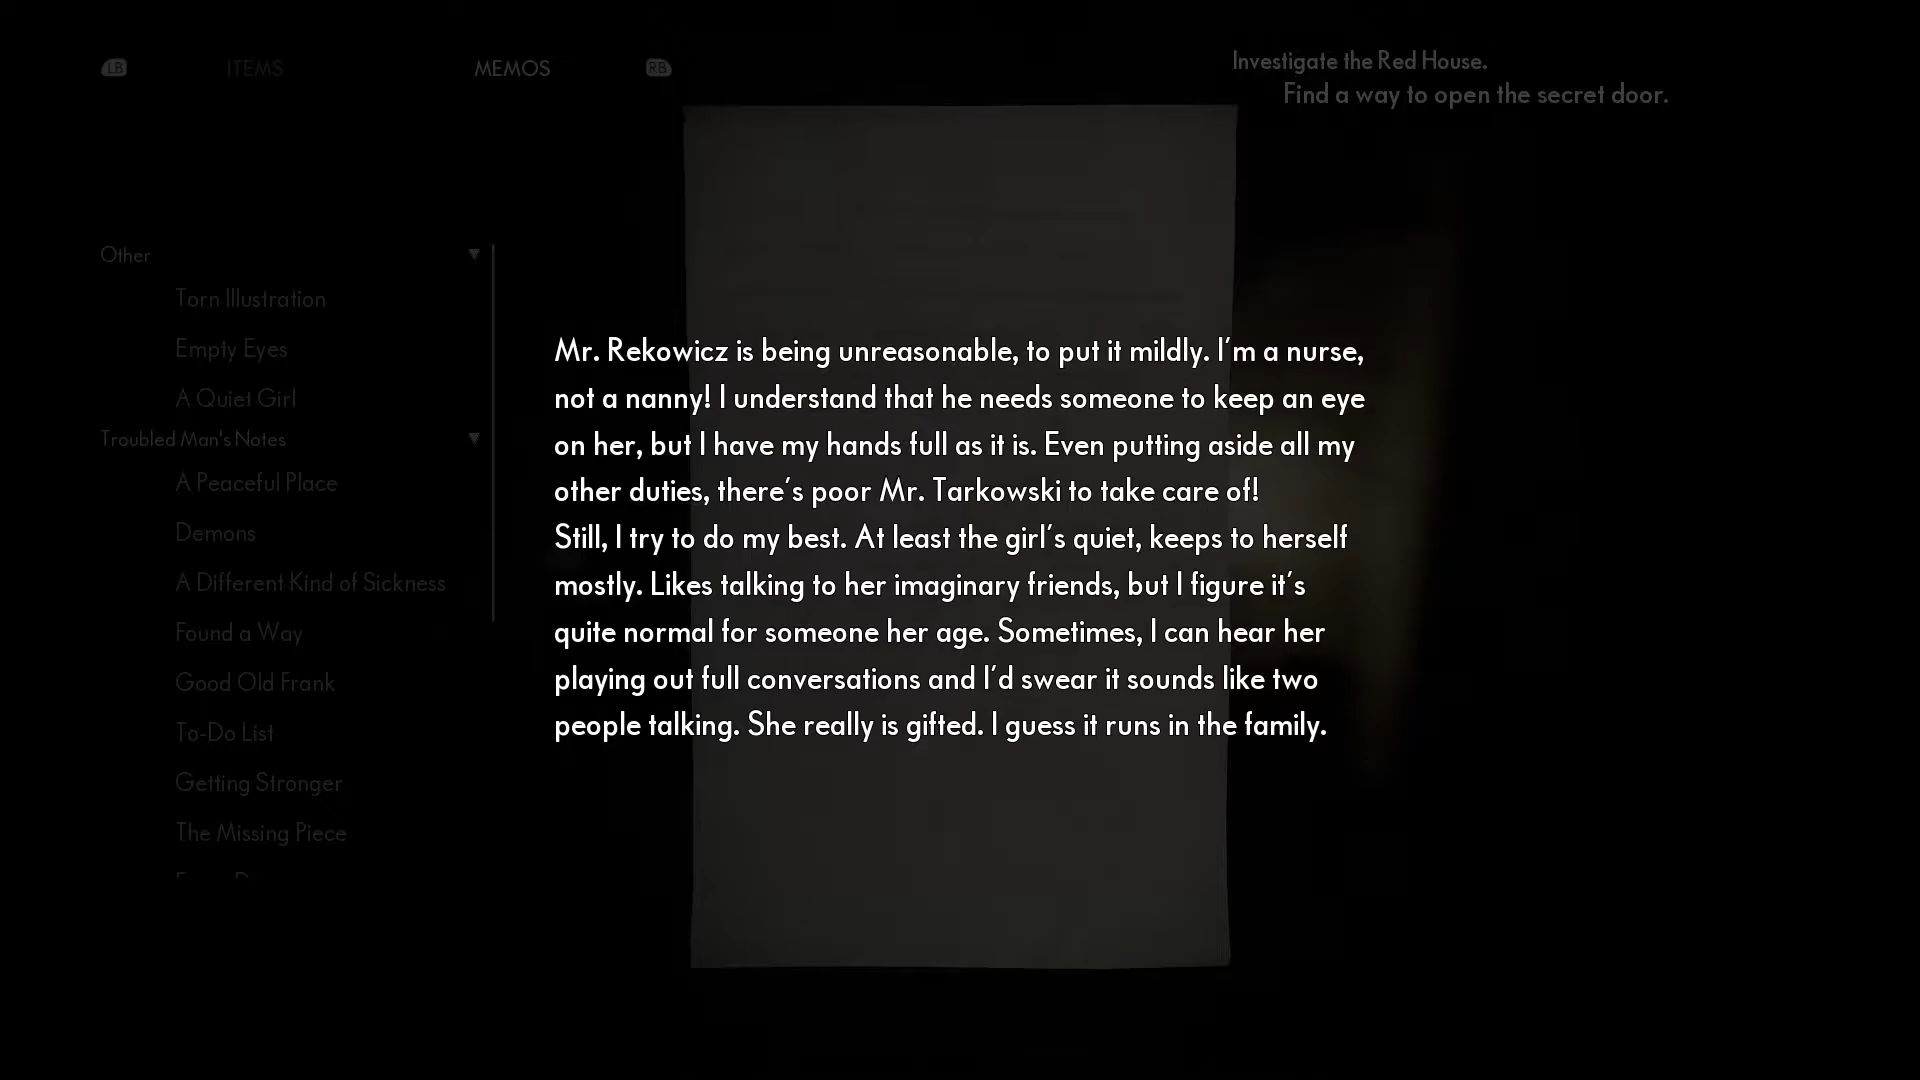 LB
ITEMS
MEMOS
RB
Investigate the Red House.
Find a way to open the secret door.
Other
Torn Illustration
Empty Eyes
A Quiet Girl
Troubled Man's Notes
A Peaceful Place
Demons
A Different Kind of Sickness
Found a Way
Good Old Frank
To-Do List
Getting Stronger
The Missing Piece
Mr. Rekowicz is being unreasonable, to put it mildly. I'm a nurse,
not a nanny! I understand that he needs someone to keep an eye
on her, but I have my hands full as it is. Even putting aside all my
other duties, there's poor Mr. Tarkowski to take care of!
Still, I try to do my best. At least the girl's quiet, keeps to herself
mostly. Likes talking to her imaginary friends, but I figure it's
quite normal for someone her age. Sometimes, I can hear her
playing out full conversations and I'd swear it sounds like two
people talking. She really is gifted. I guess it runs in the family.